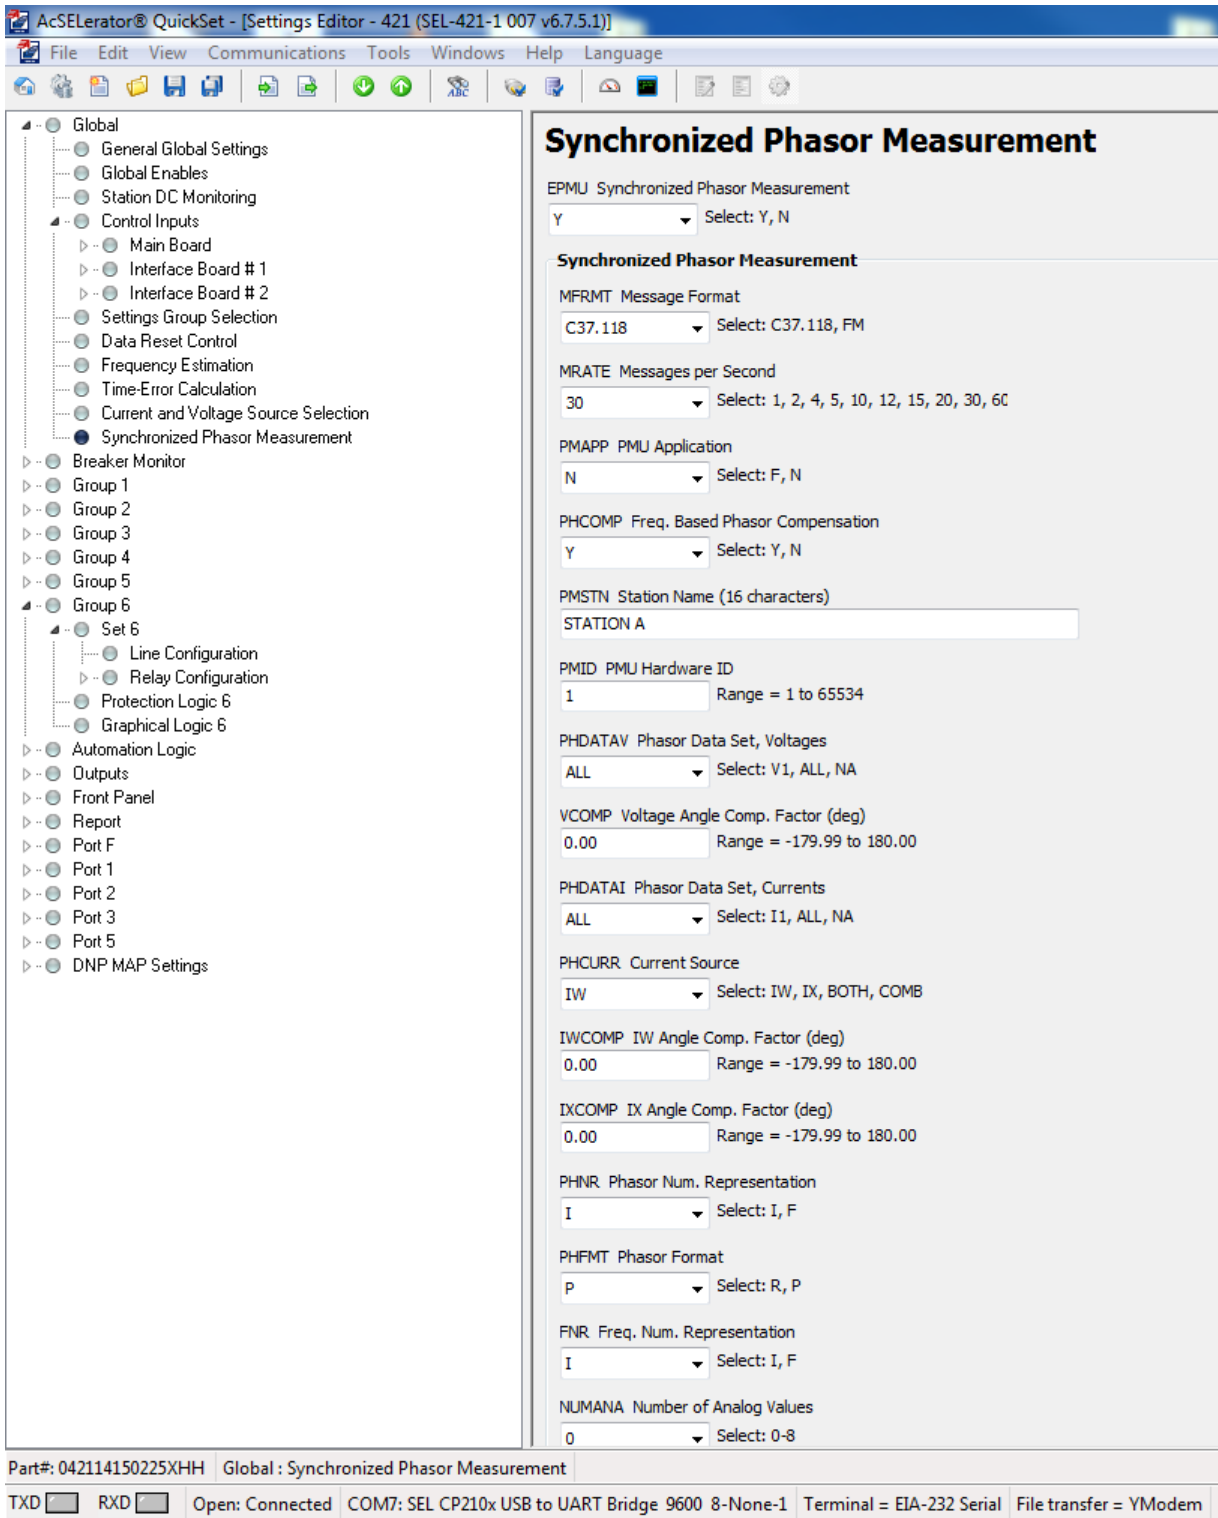 AcSELerator® QuickSet - [Settings Editor - 421 (SEL-421-1 007 v6.7.5.1)]
File Edit View Communications Tools Windows Help Language
ABC
Global
General Global Settings
Global Enables
Station DC Monitoring
Control Inputs
Main Board
Interface Board # 1
Interface Board # 2
Settings Group Selection
Data Reset Control
Frequency Estimation
Time-Error Calculation
Current and Voltage Source Selection
Synchronized Phasor Measurement
Breaker Monitor
Group 1
Group 2
Group 3
Group 4
Group 5
Group 6
Set 6
Line Configuration
Relay Configuration
Protection Logic 6
Graphical Logic 6
Automation Logic
Outputs
Front Panel
Report
Port F
Port 1
Port 2
Port 3
Port 5
DNP MAP Settings
Synchronized Phasor Measurement
EPMU Synchronized Phasor Measurement
Y Select: Y, N
Synchronized Phasor Measurement
MFRMT Message Format
C37.118 Select: C37.118, FM
MRATE Messages per Second
30 Select: 1, 2, 4, 5, 10, 12, 15, 20, 30, 60
PMAPP PMU Application
N Select: F, N
PHCOMP Freq. Based Phasor Compensation
Y Select: Y, N
PMSTN Station Name (16 characters)
STATION A
PMID PMU Hardware ID
1 Range = 1 to 65534
PHDATAV Phasor Data Set, Voltages
ALL Select: V1, ALL, NA
VCOMP Voltage Angle Comp. Factor (deg)
0.00 Range = -179.99 to 180.00
PHDATAI Phasor Data Set, Currents
ALL Select: I1, ALL, NA
PHCURR Current Source
IW Select: IW, IX, BOTH, COMB
IWCOMP IW Angle Comp. Factor (deg)
0.00 Range = -179.99 to 180.00
IXCOMP IX Angle Comp. Factor (deg)
0.00 Range = -179.99 to 180.00
PHNR Phasor Num. Representation
I Select: I, F
PHFMT Phasor Format
P Select: R, P
FNR Freq. Num. Representation
I Select: I, F
NUMANA Number of Analog Values
0 Select: 0-8
Part#: 042114150225XHH Global : Synchronized Phasor Measurement
TXD RXD Open: Connected COM7: SEL CP210x USB to UART Bridge 9600 8-None-1 Terminal = EIA-232 Serial File transfer = YModem